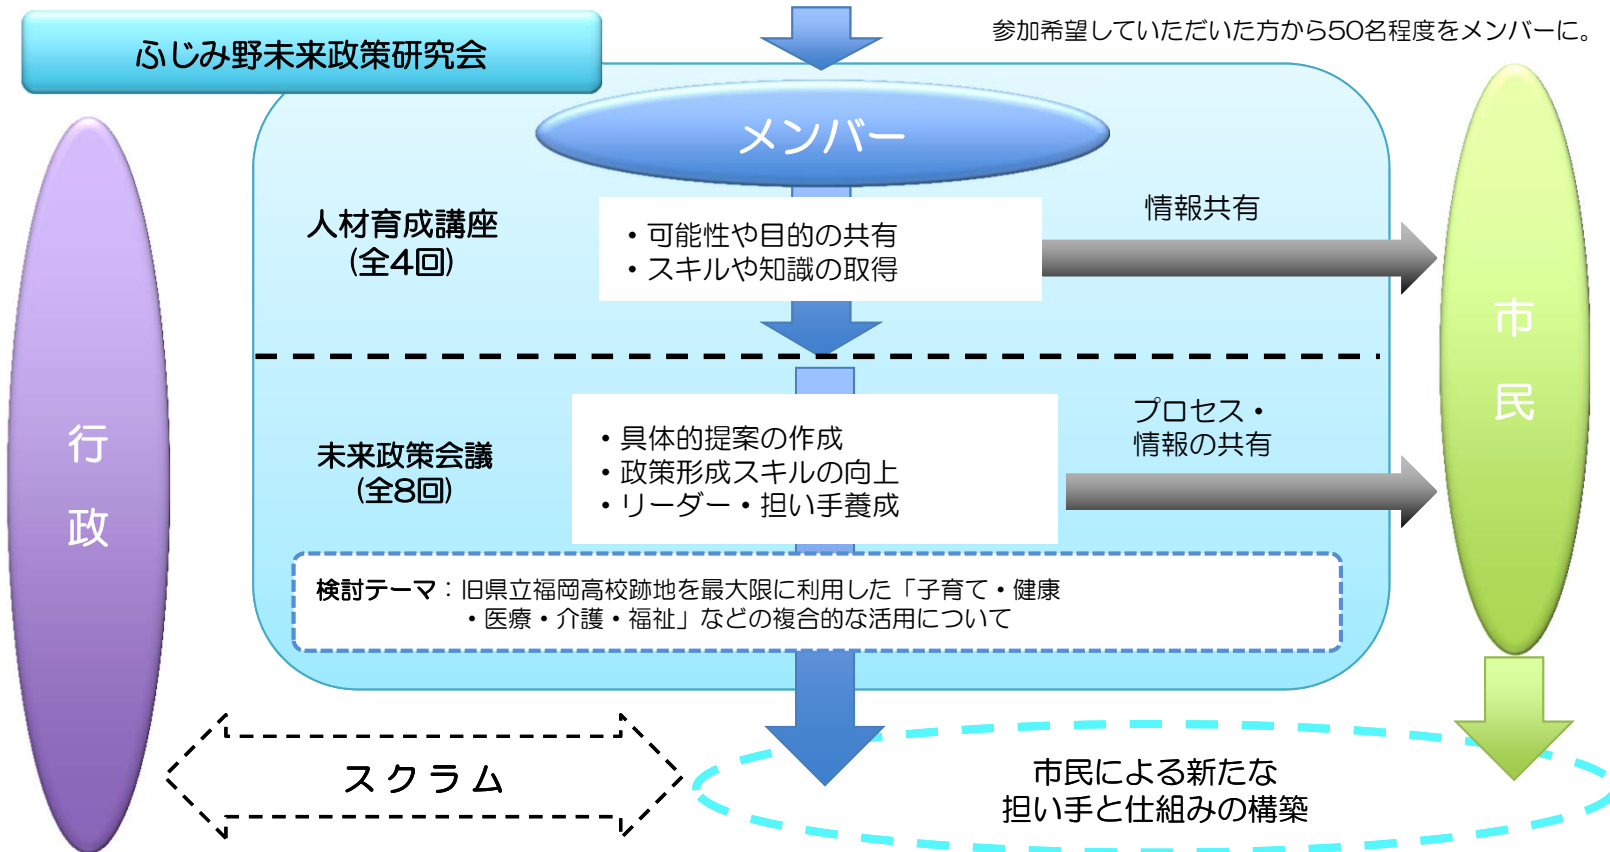 参加希望していただいた方から50名程度をメンバーに。
ふじみ野未来政策研究会
メンバー
人材育成講座
(全4回)
・可能性や目的の共有
・スキルや知識の取得
情報共有
市民
行政
未来政策会議
(全8回)
・具体的提案の作成
・政策形成スキルの向上
・リーダー・担い手養成
プロセス・
情報の共有
検討テーマ：旧県立福岡高校跡地を最大限に利用した「子育て・健康
・医療・介護・福祉」などの複合的な活用について
スクラム
市民による新たな
担い手と仕組みの構築